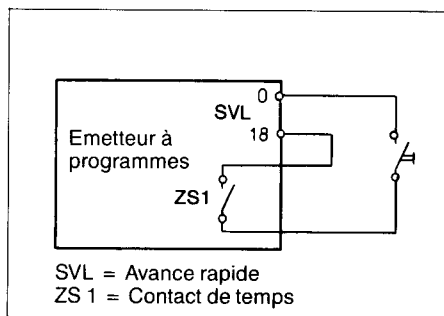 0
SVL
18
Emetteur à
programmes
ZS1
SVL = Avance rapide
ZS 1 = Contact de temps